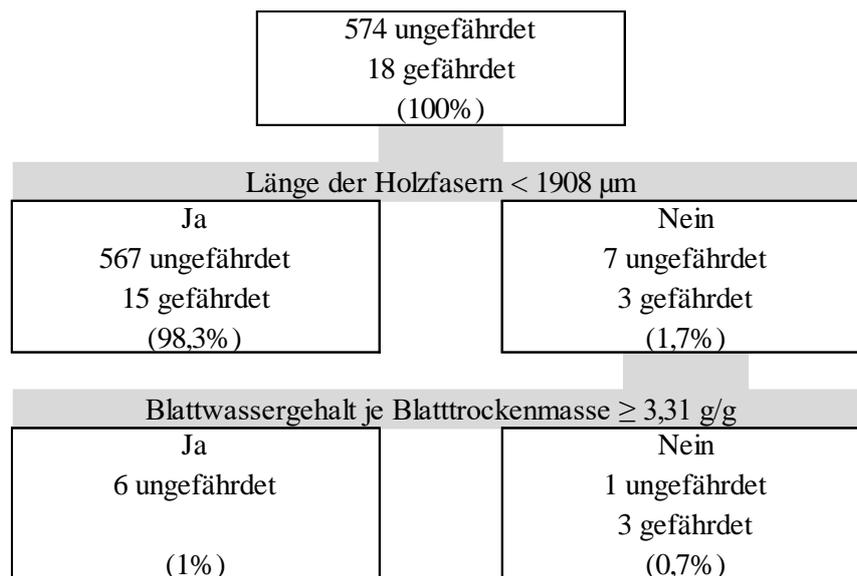 574 ungefährdet
18 gefährdet
(100%)
Länge der Holzfasern < 1908 µm
Ja
567 ungefährdet
15 gefährdet
(98,3%)
Nein
7 ungefährdet
3 gefährdet
(1,7%)
Blattwassergehalt je Blatttrockenmasse ≥ 3,31 g/g
Ja
6 ungefährdet
(1%)
Nein
1 ungefährdet
3 gefährdet
(0,7%)